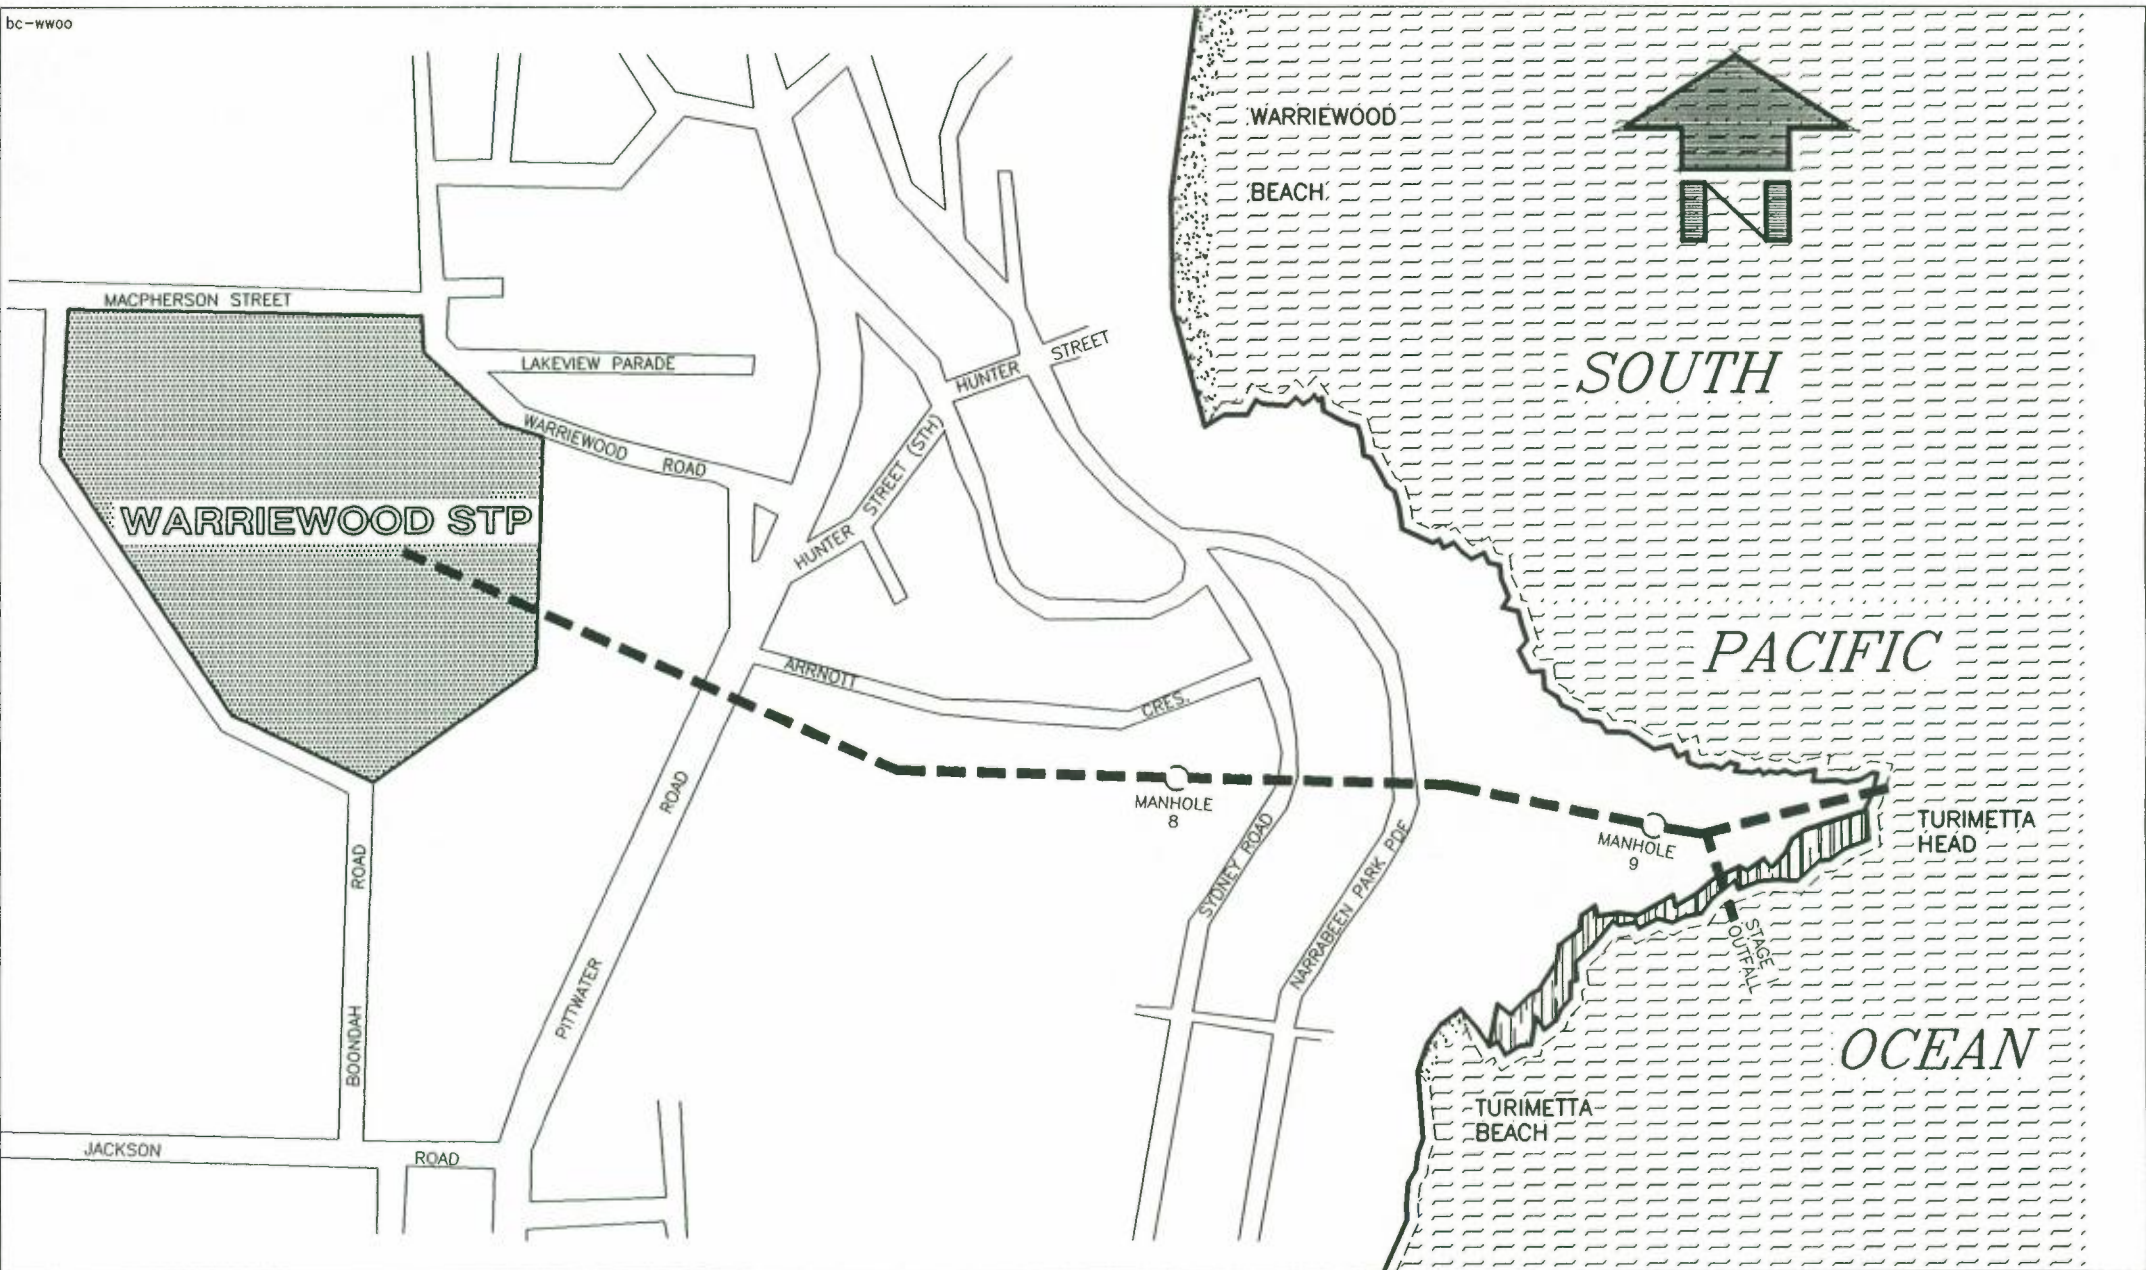 bc-ww00
WARRIEWOOD
BEACH
N
MACPHERSON STREET
LAKEVIEW PARADE
HUNTER STREET
SOUTH
WARRIEWOOD ROAD
HUNTER STREET (STH)
WARRIEWOOD STP
PACIFIC
ARRNOTT CRES.
MANHOLE
8
MANHOLE
9
TURIMETTA
HEAD
SYDNEY ROAD
NARRABEEN PARK PDE
STAGE 1
OUTFALL
PITTWATER ROAD
BOONDAH ROAD
OCEAN
TURIMETTA
BEACH
JACKSON ROAD